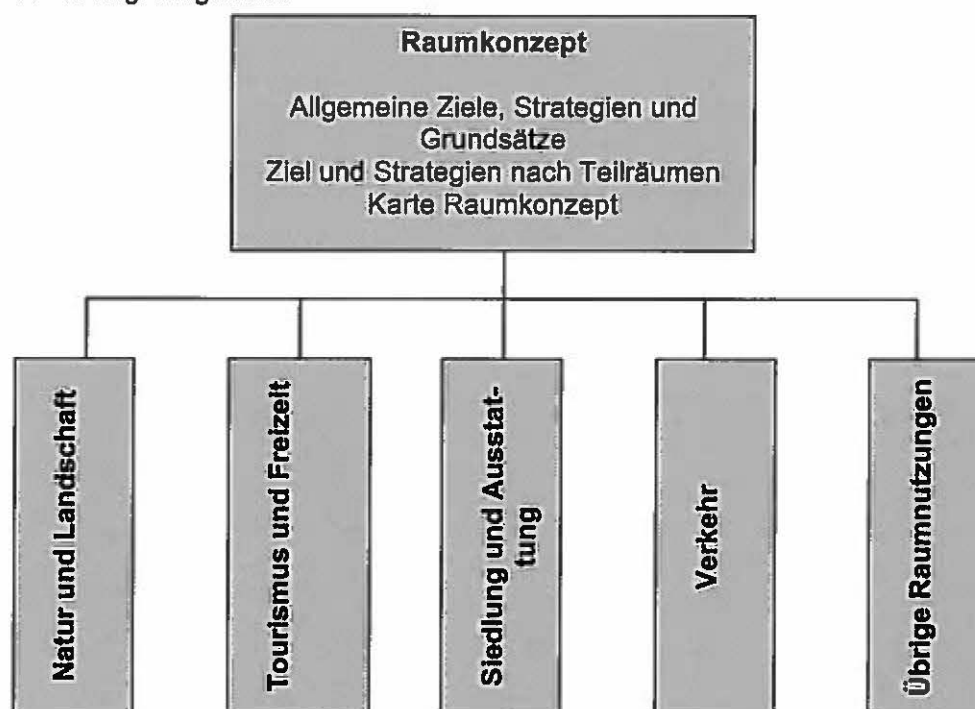 Raumkonzept
Allgemeine Ziele, Strategien und
Grundsätze
Ziel und Strategien nach Teilräumen
Karte Raumkonzept
Natur und Landschaft
Tourismus und Freizeit
Siedlung und Ausstat-
tung
Verkehr
Übrige Raumnutzungen